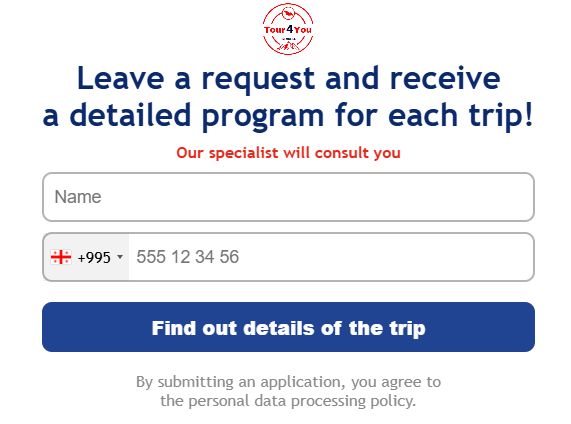 Tour4You
Leave a request and receive
a detailed program for each trip!
Our specialist will consult you
Name
+995 555 12 34 56
Find out details of the trip
By submitting an application, you agree to
the personal data processing policy.